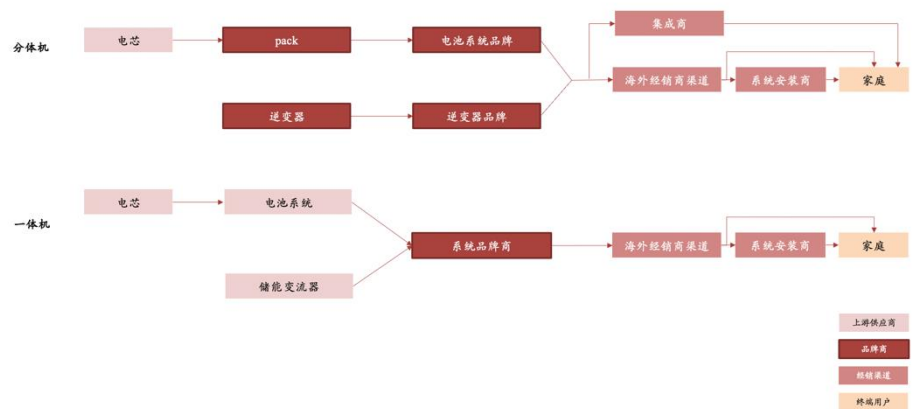 分体机
电芯
pack
电池系统品牌
集成商
逆变器
逆变器品牌
海外经销商渠道
系统安装商
家庭
一体机
电芯
电池系统
储能变流器
系统品牌商
海外经销商渠道
系统安装商
家庭
上游供应商
品牌商
经销渠道
终端用户